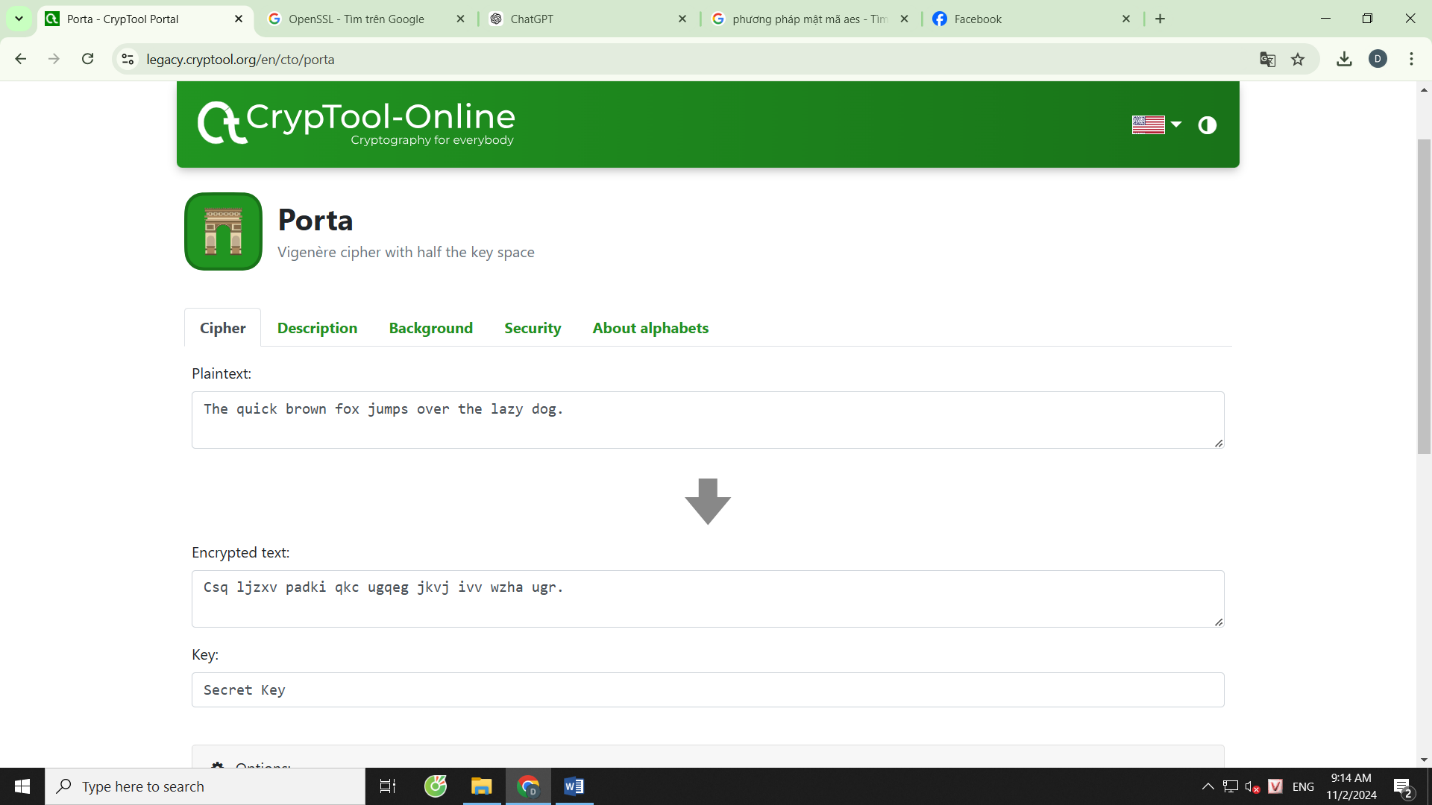 Porta - CrypTool Portal
OpenSSL - Tìm trên Google
ChatGPT
phương pháp mật mã aes - Tìm
Facebook
legacy.cryptool.org/en/cto/porta
D
CrypTool-Online
Cryptography for everybody
Porta
Vigenère cipher with half the key space
Cipher
Description
Background
Security
About alphabets
Plaintext:
The quick brown fox jumps over the lazy dog.
Encrypted text:
Csq ljzxv padki qkc ugqeg jkvj ivv wzha ugr.
Key:
Secret Key
Options:
Type here to search
ENG
9:14 AM
11/2/2024
2